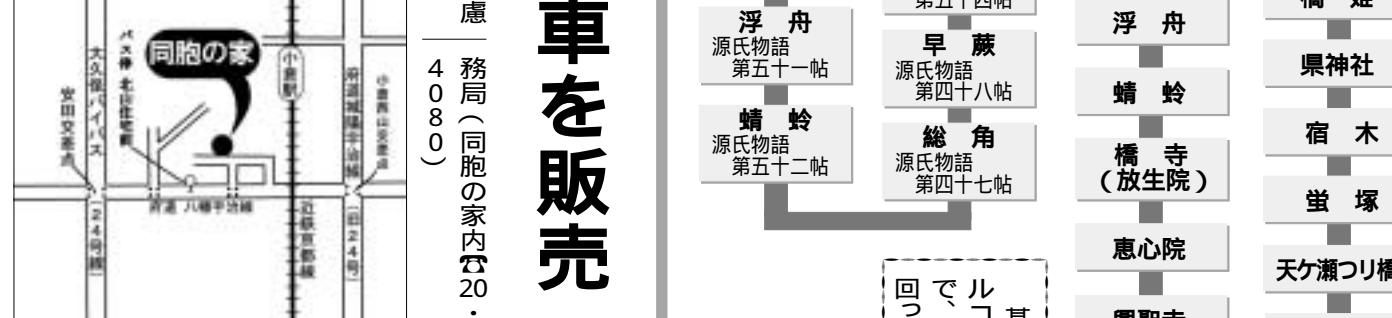 同胞の家
小倉駅
大久保バイパス
バス停 北山住宅前
安田交差点
府道城陽宇治線
小倉西山交差点
府道 八幡宇治線
近鉄京都線
(24号線)
(旧24号)
慮
務局(同胞の家内☎20・
4080)
車を販売
浮舟
源氏物語
第五十一帖
蜻蛉
源氏物語
第五十二帖
早蕨
源氏物語
第四十八帖
総角
源氏物語
第四十七帖
浮舟
蜻蛉
橋寺
(放生院)
恵心院
県神社
宿木
蛍塚
天ケ瀬つり橋
ルコ
で、
回っ